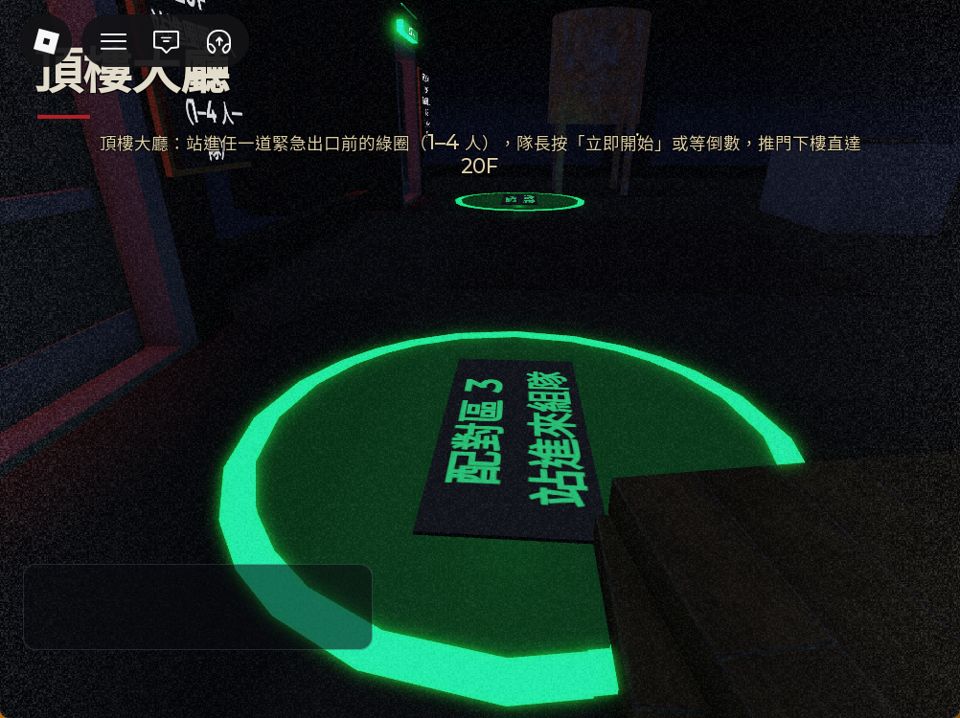 頂樓大廳
頂樓大廳：站進任一道緊急出口前的綠圈（1–4 人），隊長按「立即開始」或等倒數，推門下樓直達
20F
配對區 3
站進來組隊